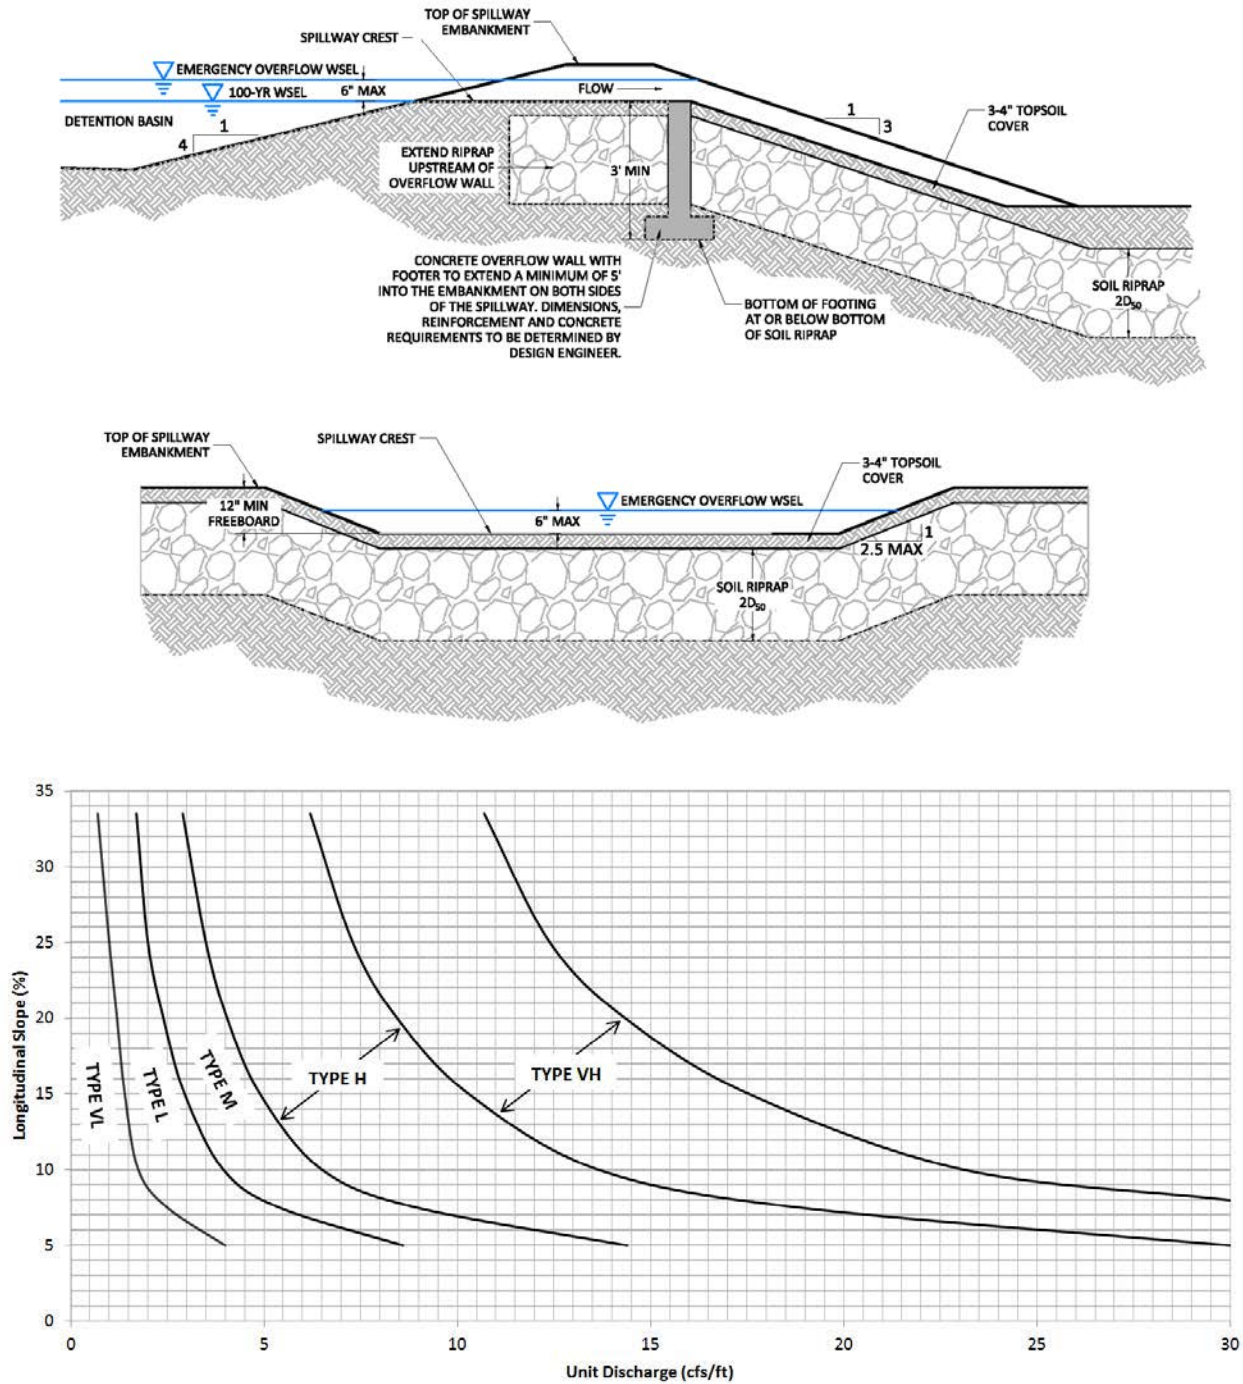 TOP OF SPILLWAY
EMBANKMENT
SPILLWAY CREST
EMERGENCY OVERFLOW WSEL
100-YR WSEL
6" MAX
FLOW
DETENTION BASIN
1
4
1
3
3-4" TOPSOIL
COVER
EXTEND RIPRAP
UPSTREAM OF
OVERFLOW WALL
3' MIN
CONCRETE OVERFLOW WALL WITH
FOOTER TO EXTEND A MINIMUM OF 5'
INTO THE EMBANKMENT ON BOTH SIDES
OF THE SPILLWAY. DIMENSIONS,
REINFORCEMENT AND CONCRETE
REQUIREMENTS TO BE DETERMINED BY
DESIGN ENGINEER.
BOTTOM OF FOOTING
AT OR BELOW BOTTOM
OF SOIL RIPRAP
SOIL RIPRAP
2D50
TOP OF SPILLWAY
EMBANKMENT
SPILLWAY CREST
3-4" TOPSOIL
COVER
12" MIN
FREEBOARD
EMERGENCY OVERFLOW WSEL
6" MAX
1
2.5 MAX
SOIL RIPRAP
2D50
35
30
25
20
15
10
5
0
Longitudinal Slope (%)
TYPE VL
TYPE L
TYPE M
TYPE H
TYPE VH
0 5 10 15 20 25 30
Unit Discharge (cfs/ft)